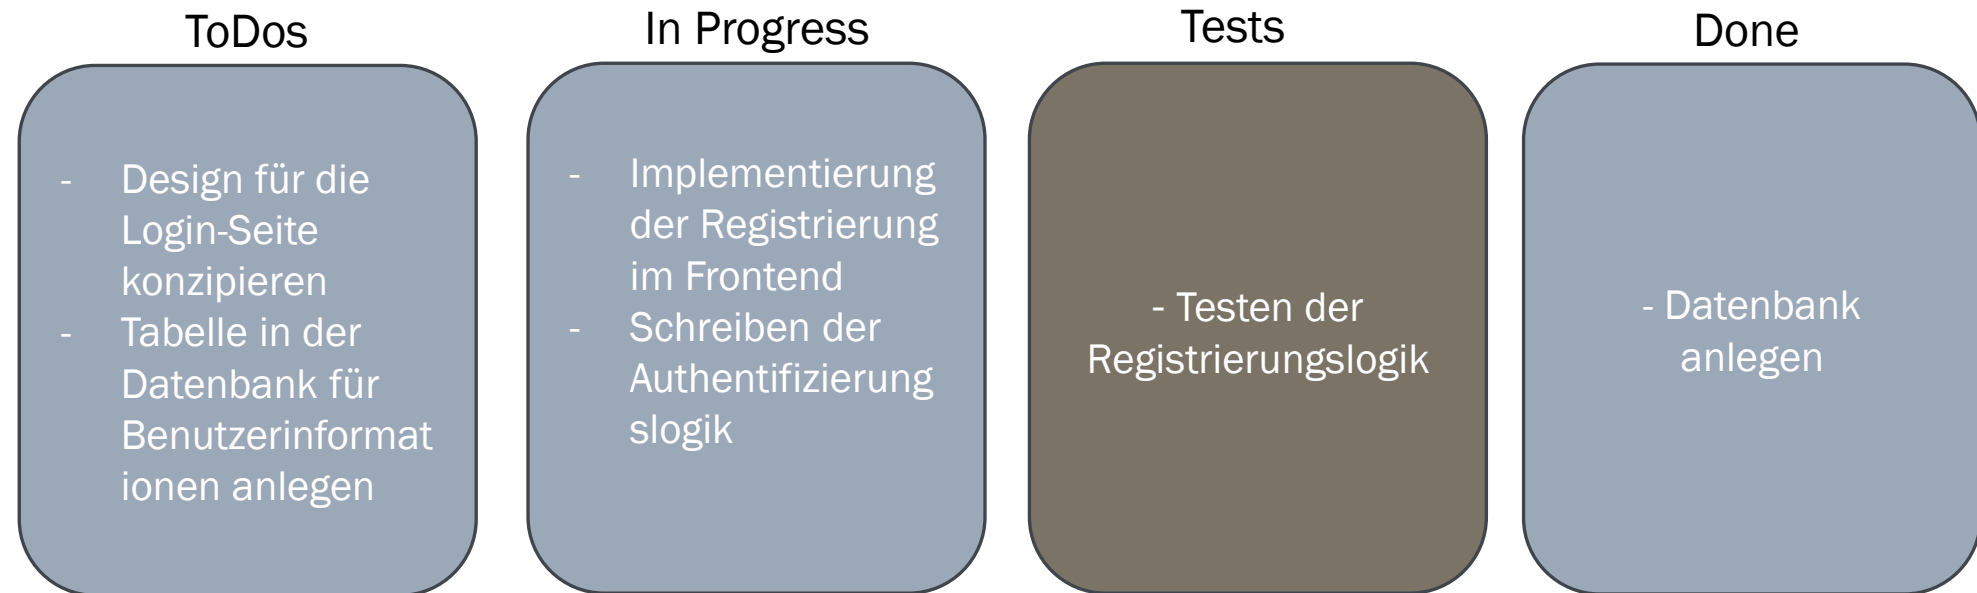 ToDos
- Design für die
Login-Seite
konzipieren
- Tabelle in der
Datenbank für
Benutzerinformat
ionen anlegen
In Progress
- Implementierung
der Registrierung
im Frontend
- Schreiben der
Authentifizierung
slogik
Tests
- Testen der
Registrierungslogik
Done
- Datenbank
anlegen